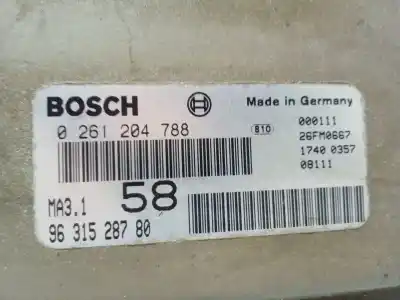 BOSCH Made in Germany
0 261 204 788 B10 000111
26FM0667
1740 0357
08111
MA3.1 58
96 315 287 80